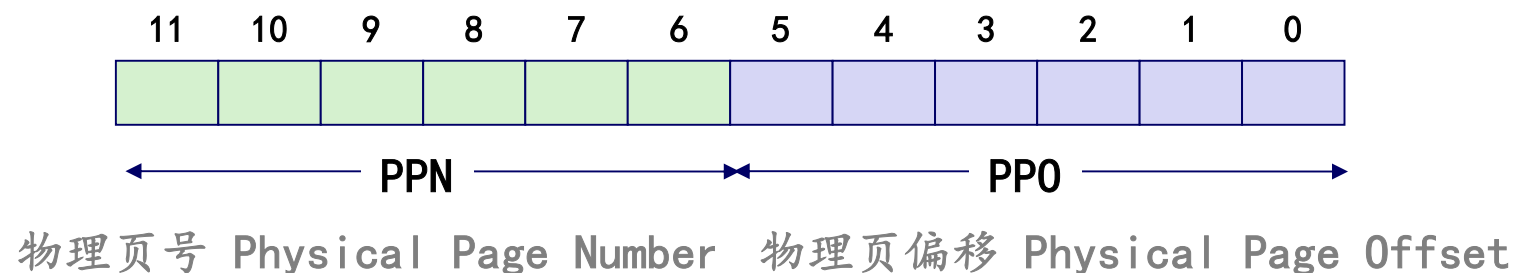 11 10 9 8 7 6 5 4 3 2 1 0
PPN PPO
物理页号 Physical Page Number 物理页偏移 Physical Page Offset